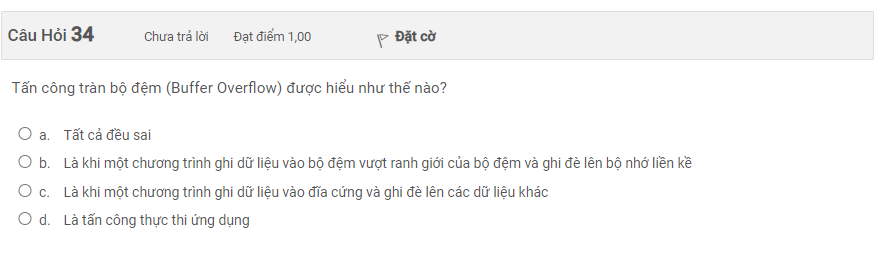 Câu Hỏi 34 Chưa trả lời Đạt điểm 1,00 Đặt cờ
Tấn công tràn bộ đệm (Buffer Overflow) được hiểu như thế nào?
a. Tất cả đều sai
b. Là khi một chương trình ghi dữ liệu vào bộ đệm vượt ranh giới của bộ đệm và ghi đè lên bộ nhớ liền kề
c. Là khi một chương trình ghi dữ liệu vào đĩa cứng và ghi đè lên các dữ liệu khác
d. Là tấn công thực thi ứng dụng